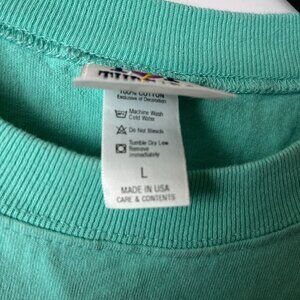 100% COTTON
Exclusive of Decoration
Machine Wash
Cold Water
Do Not Bleach
Tumble Dry Low
Remove
Immediately
L
MADE IN USA
CARE & CONTENTS